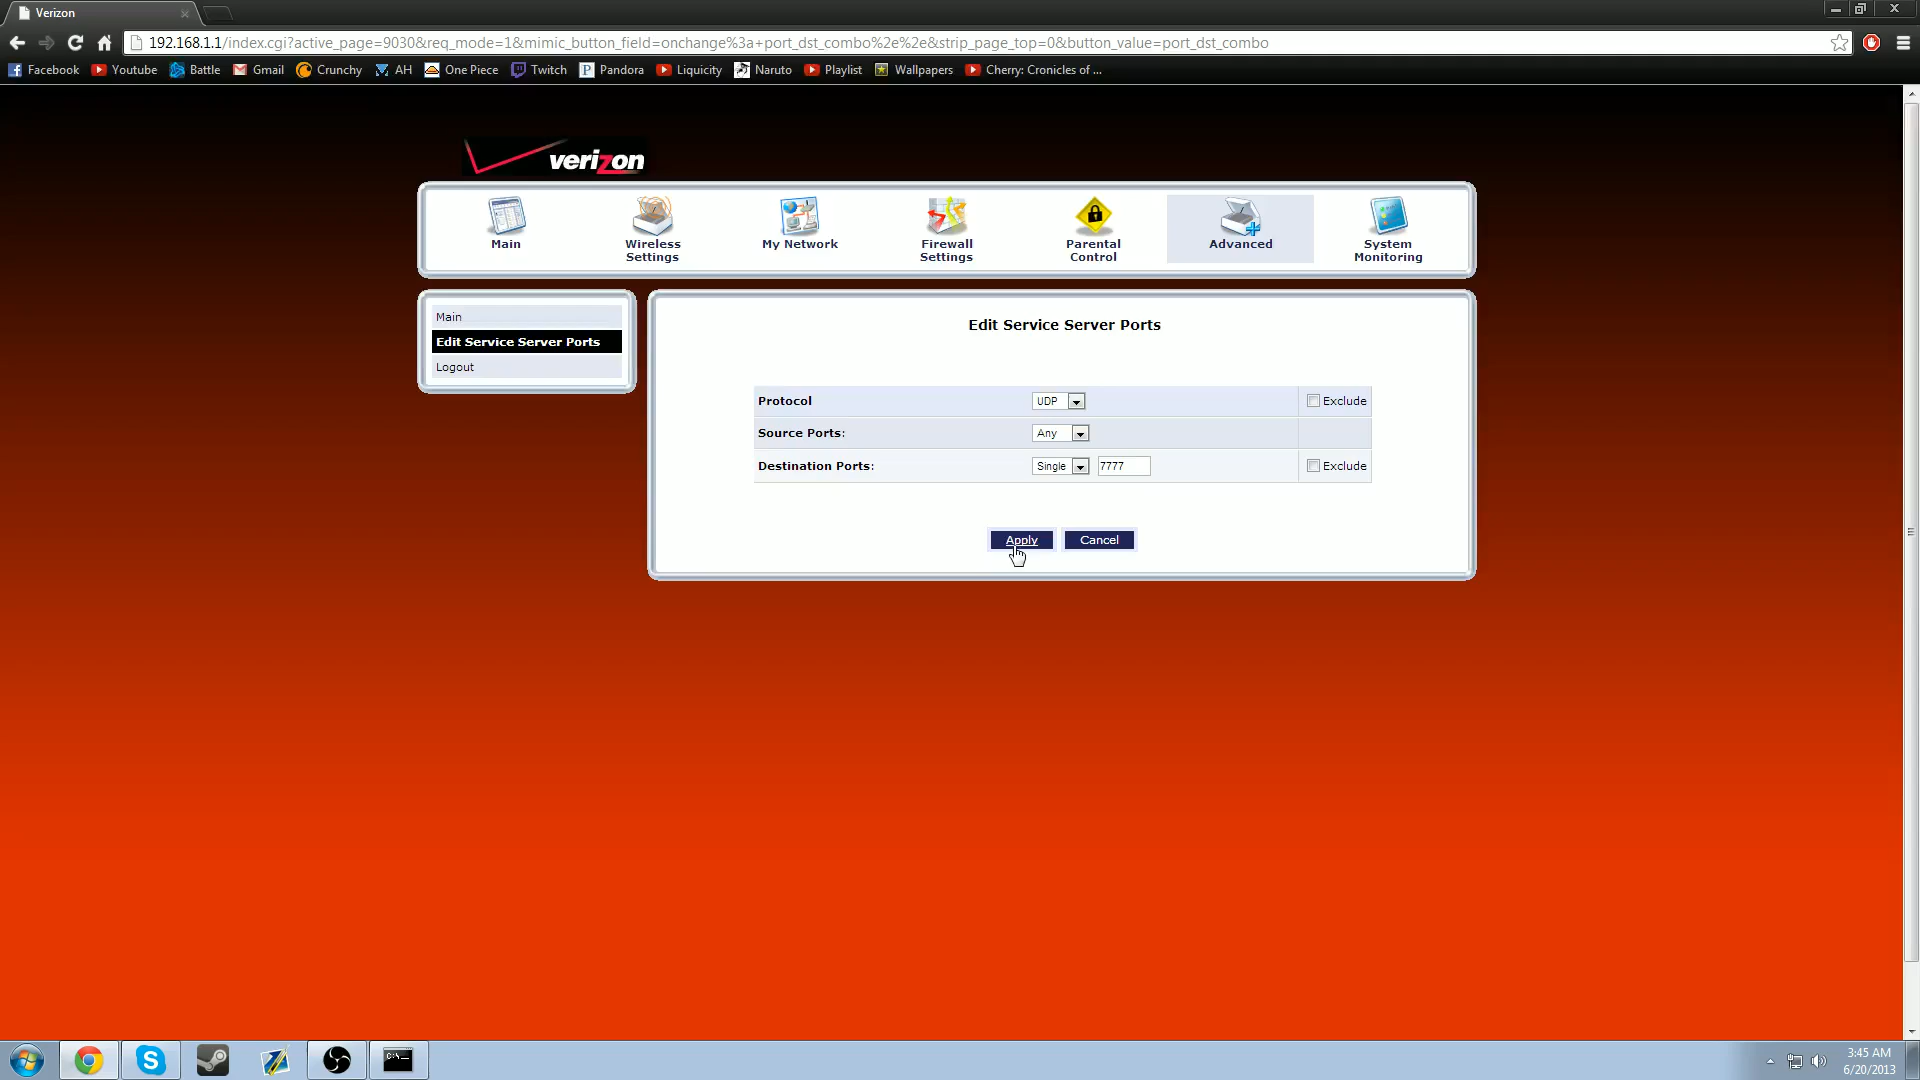 Verizon
192.168.1.1/index.cgi?active_page=9030&req_mode=1&mimic_button_field=onchange%3a+port_dst_combo%2e%2e&strip_page_top=0&button_value=port_dst_combo
Facebook Youtube Battle Gmail Crunchy AH One Piece Twitch Pandora Liquicity Naruto Playlist Wallpapers Cherry: Cronicles of ...
verizon
Main
Wireless
Settings
My Network
Firewall
Settings
Parental
Control
Advanced
System
Monitoring
Main
Edit Service Server Ports
Logout
Edit Service Server Ports
Protocol UDP Exclude
Source Ports: Any
Destination Ports: Single 7777 Exclude
Apply Cancel
3:45 AM
6/20/2013